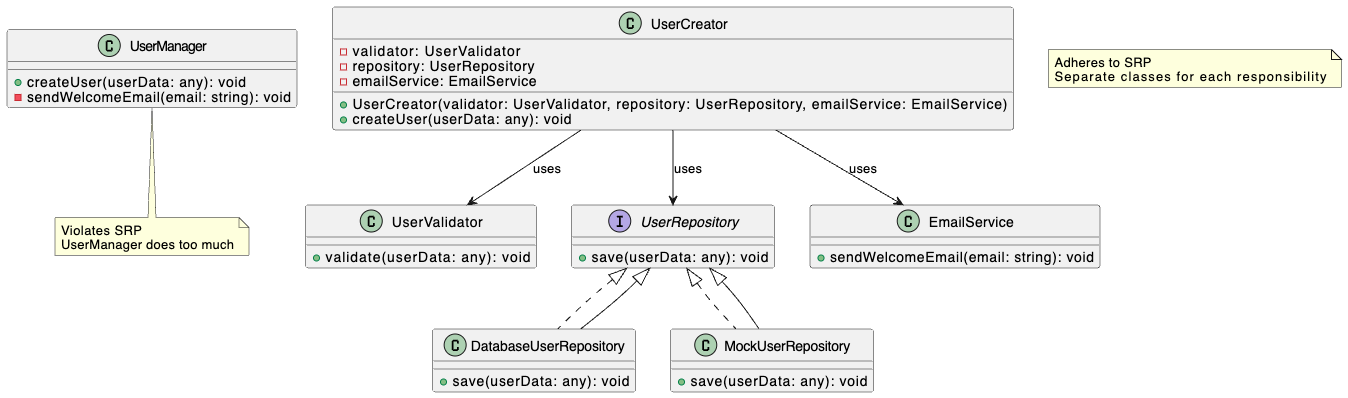 C UserManager
createUser(userData: any): void
sendWelcomeEmail(email: string): void
Violates SRP
UserManager does too much
C UserCreator
validator: UserValidator
repository: UserRepository
emailService: EmailService
UserCreator(validator: UserValidator, repository: UserRepository, emailService: EmailService)
createUser(userData: any): void
Adheres to SRP
Separate classes for each responsibility
uses
uses
uses
C UserValidator
validate(userData: any): void
I UserRepository
save(userData: any): void
C EmailService
sendWelcomeEmail(email: string): void
C DatabaseUserRepository
save(userData: any): void
C MockUserRepository
save(userData: any): void